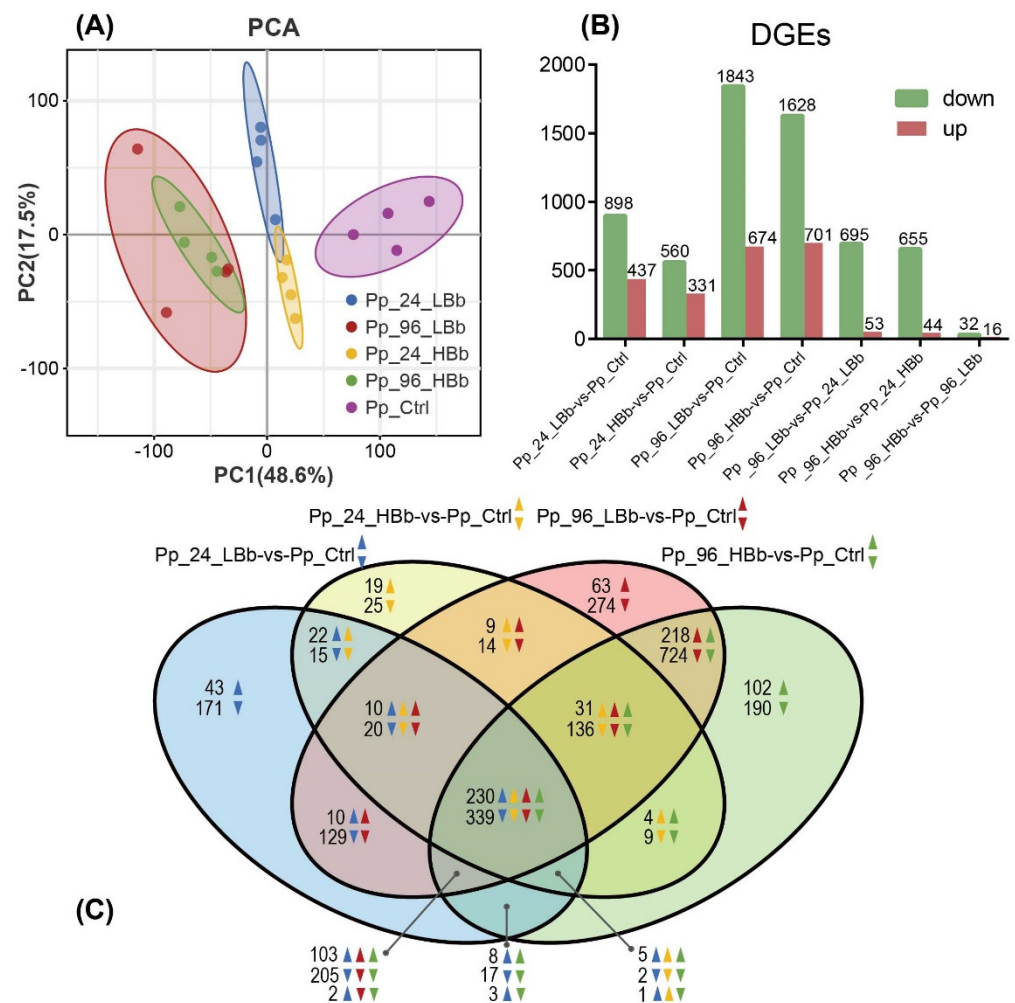 (A)
PCA
100
0
-100
PC2(17.5%)
-100
0
100
PC1(48.6%)
Pp_24_LBb
Pp_96_LBb
Pp_24_HBb
Pp_96_HBb
Pp_Ctrl
(B)
DGEs
2000
1500
1000
500
0
down
up
898
437
560
331
1843
674
1628
701
695
53
655
44
32
16
Pp_24_LBb-vs-Pp_Ctrl
Pp_24_HBb-vs-Pp_Ctrl
Pp_96_LBb-vs-Pp_Ctrl
Pp_96_HBb-vs-Pp_Ctrl
Pp_96_LBb-vs-Pp_24_LBb
Pp_96_HBb-vs-Pp_24_HBb
Pp_96_HBb-vs-Pp_96_LBb
Pp_24_HBb-vs-Pp_Ctrl
Pp_96_LBb-vs-Pp_Ctrl
Pp_24_LBb-vs-Pp_Ctrl
Pp_96_HBb-vs-Pp_Ctrl
19
25
63
274
22
15
9
14
218
724
43
171
10
20
31
136
102
190
230
339
10
129
4
9
(C)
103
205
2
8
17
3
5
2
1